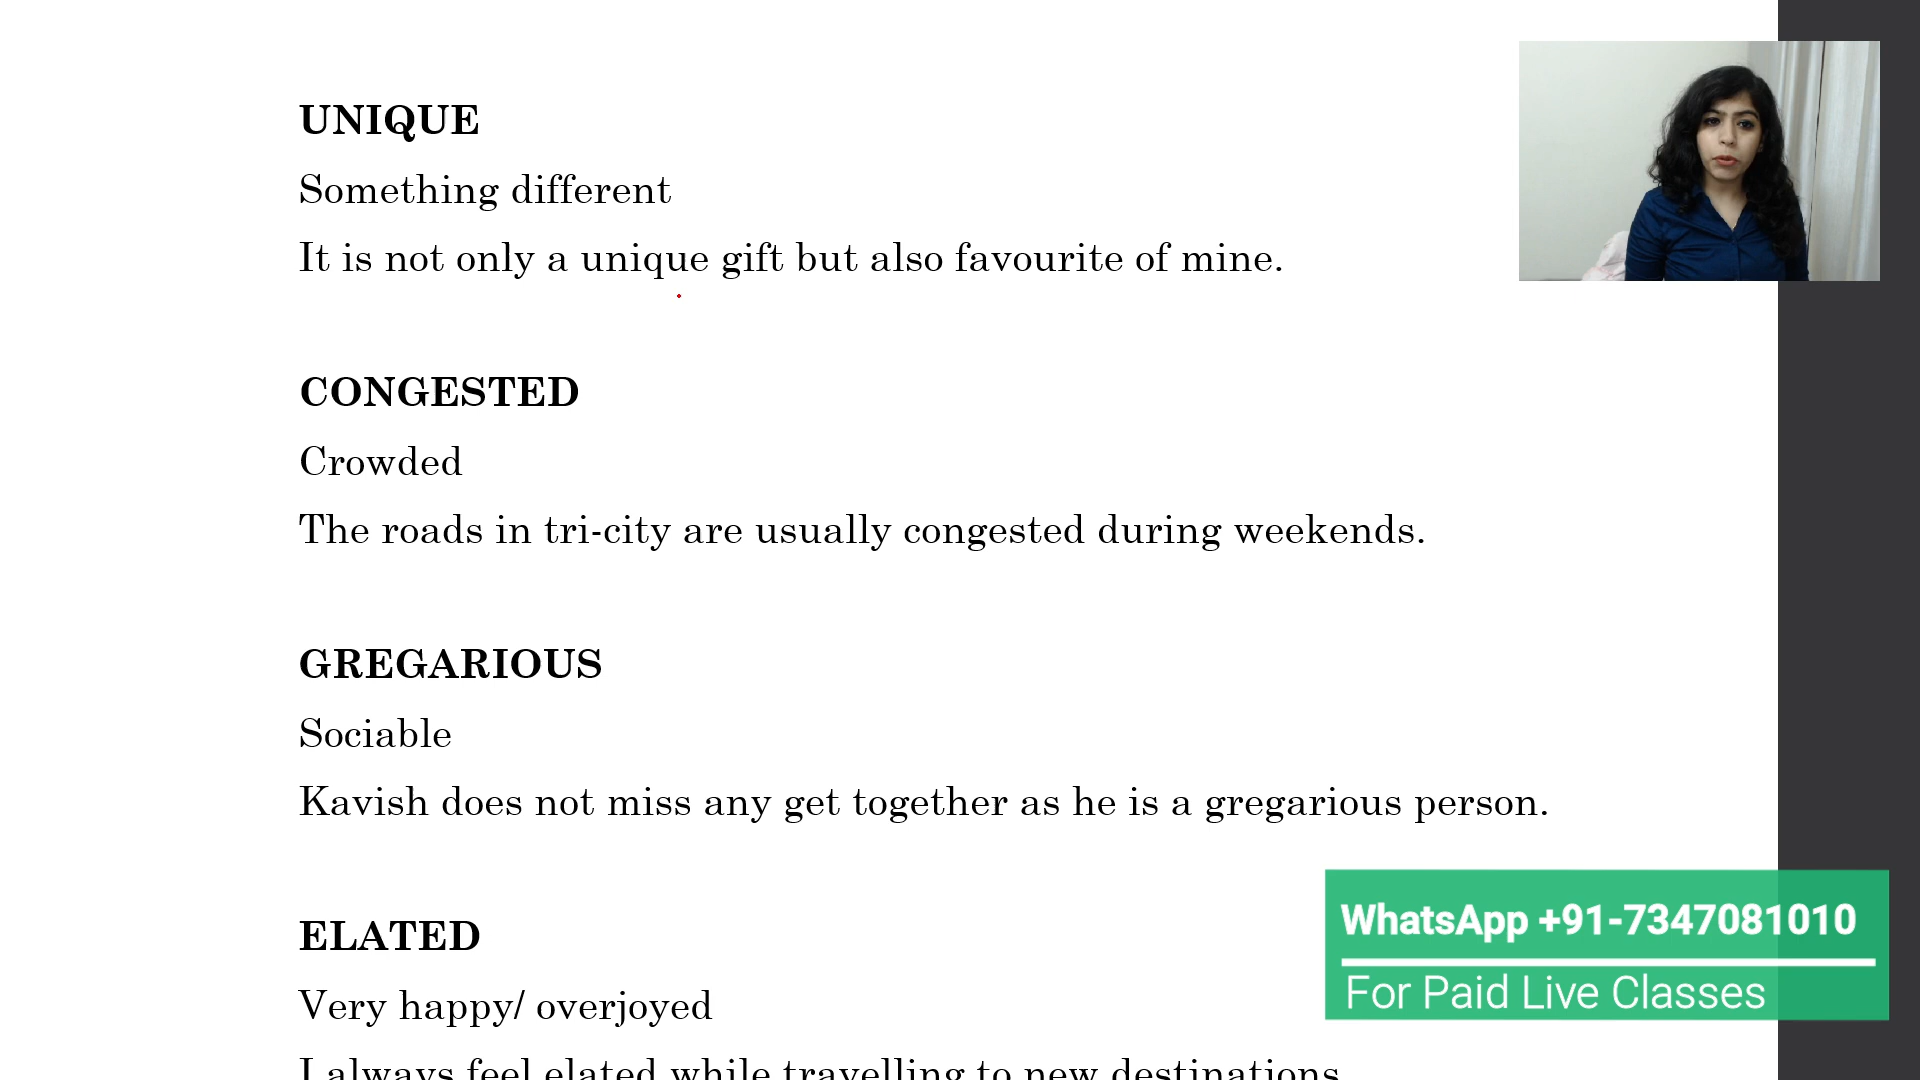 UNIQUE
Something different
It is not only a unique gift but also favourite of mine.
CONGESTED
Crowded
The roads in tri-city are usually congested during weekends.
GREGARIOUS
Sociable
Kavish does not miss any get together as he is a gregarious person.
ELATED
Very happy/ overjoyed
I always feel elated while travelling to new destinations.
WhatsApp +91-7347081010
For Paid Live Classes